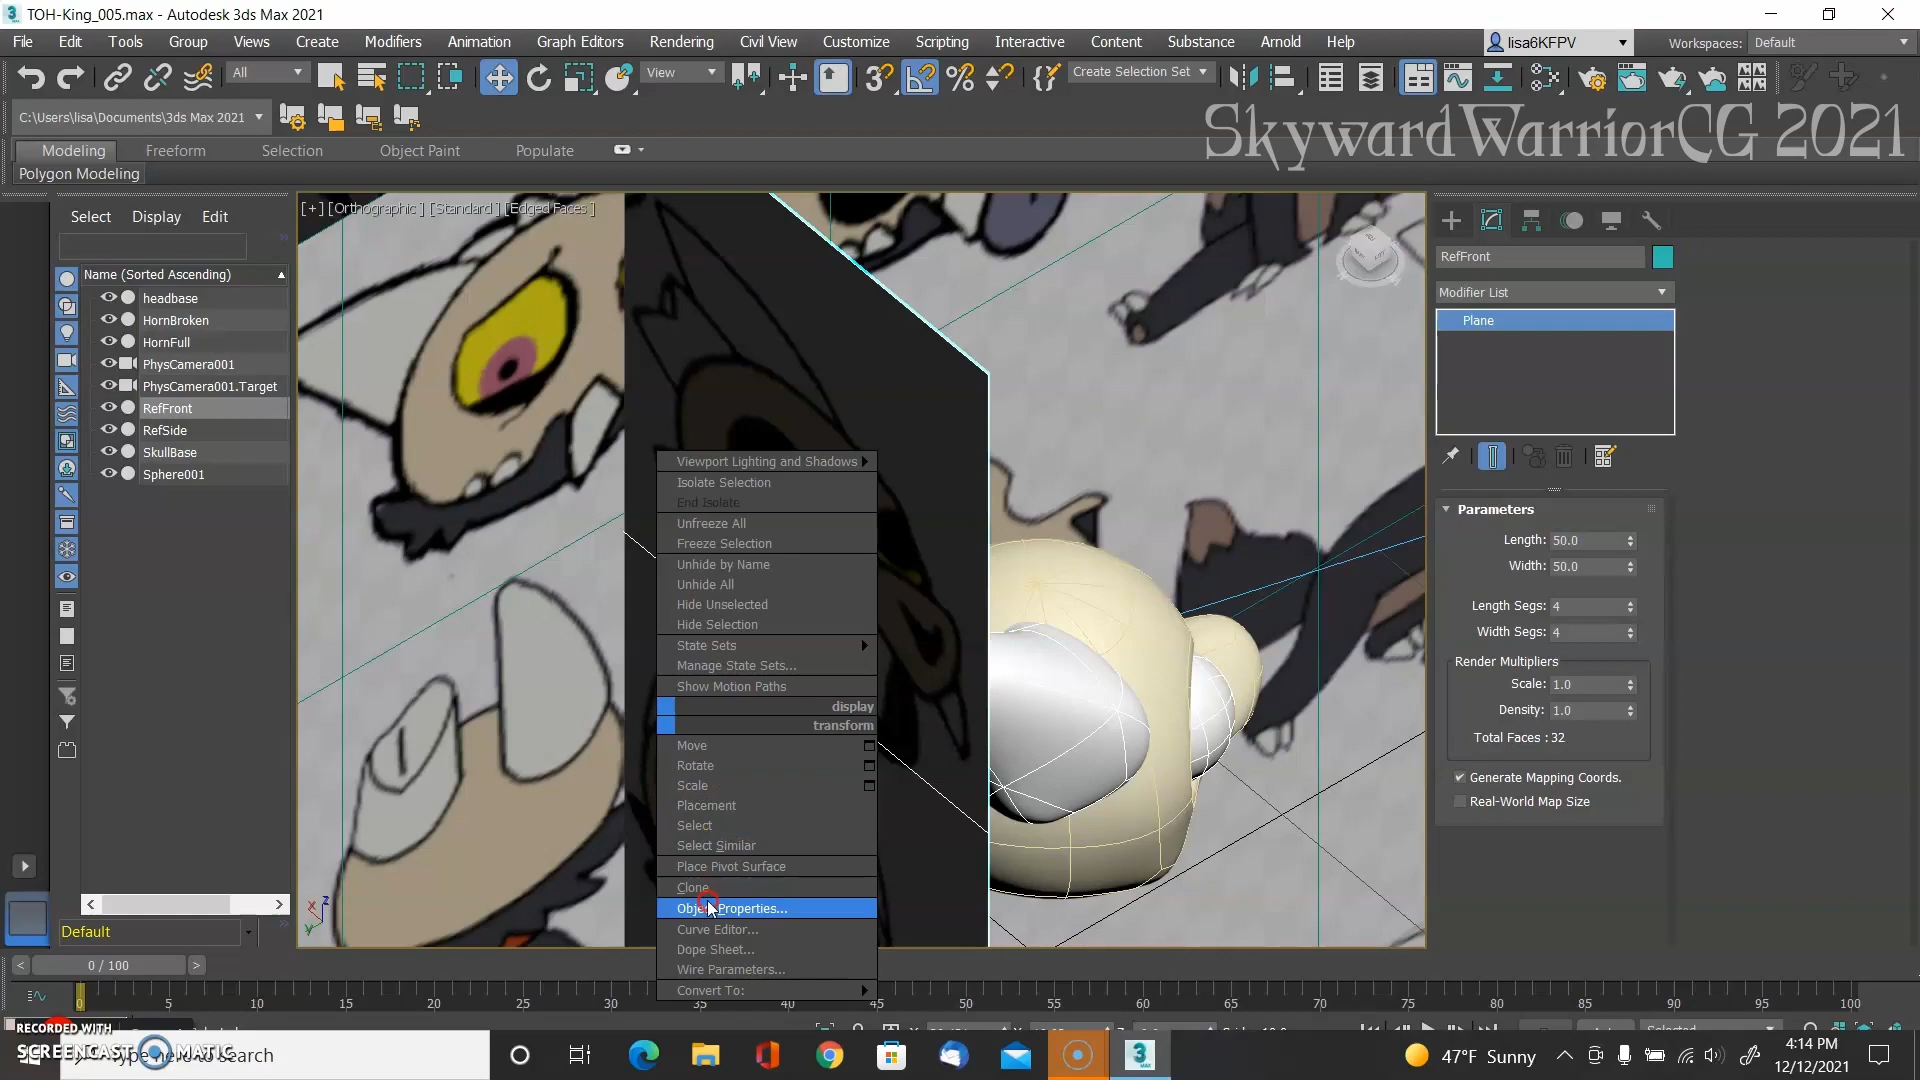 TOH-King_005.max - Autodesk 3ds Max 2021
File Edit Tools Group Views Create Modifiers Animation Graph Editors Rendering Civil View Customize Scripting Interactive Content Substance Arnold Help lisa6KFPV Workspaces: Default
All View Create Selection Set
C:\Users\lisa\Documents\3ds Max 2021
SkywardWarriorCG 2021
Modeling Freeform Selection Object Paint Populate
Polygon Modeling
Select Display Edit
[+] [Orthographic] [Standard] [Edged Faces]
Name (Sorted Ascending)
headbase
HornBroken
HornFull
PhysCamera001
PhysCamera001.Target
RefFront
RefSide
SkullBase
Sphere001
Default
Viewport Lighting and Shadows
Isolate Selection
End Isolate
Unfreeze All
Freeze Selection
Unhide by Name
Unhide All
Hide Unselected
Hide Selection
State Sets
Manage State Sets...
Show Motion Paths
display
transform
Move
Rotate
Scale
Placement
Select
Select Similar
Place Pivot Surface
Clone
Object Properties...
Curve Editor...
Dope Sheet...
Wire Parameters...
Convert To:
RefFront
Modifier List
Plane
Parameters
Length: 50.0
Width: 50.0
Length Segs: 4
Width Segs: 4
Render Multipliers
Scale: 1.0
Density: 1.0
Total Faces : 32
Generate Mapping Coords.
Real-World Map Size
0 / 100
0 5 10 15 20 25 30 35 40 45 50 55 60 65 70 75 80 85 90 95 100
RECORDED WITH
SCREENCAST MATIC
Type here to search
47°F Sunny
4:14 PM
12/12/2021